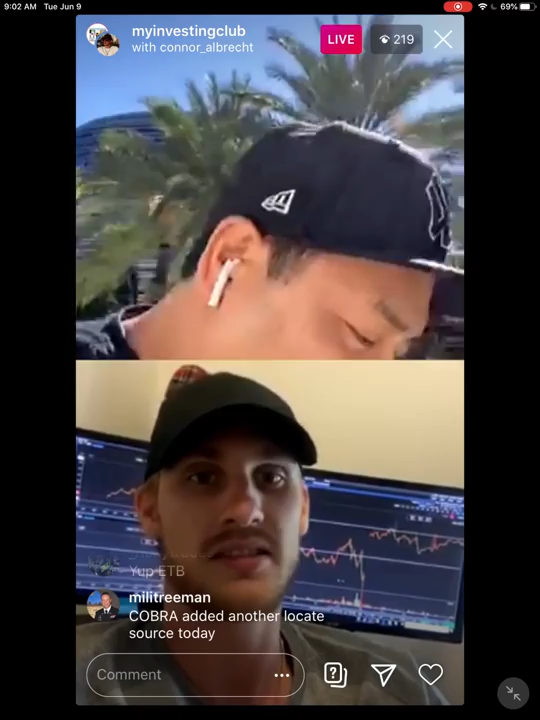 9:02 AM Tue Jun 9
69%
myinvestingclub
with connor_albrecht
LIVE
219
Yup ETB
militreeman
COBRA added another locate
source today
Comment